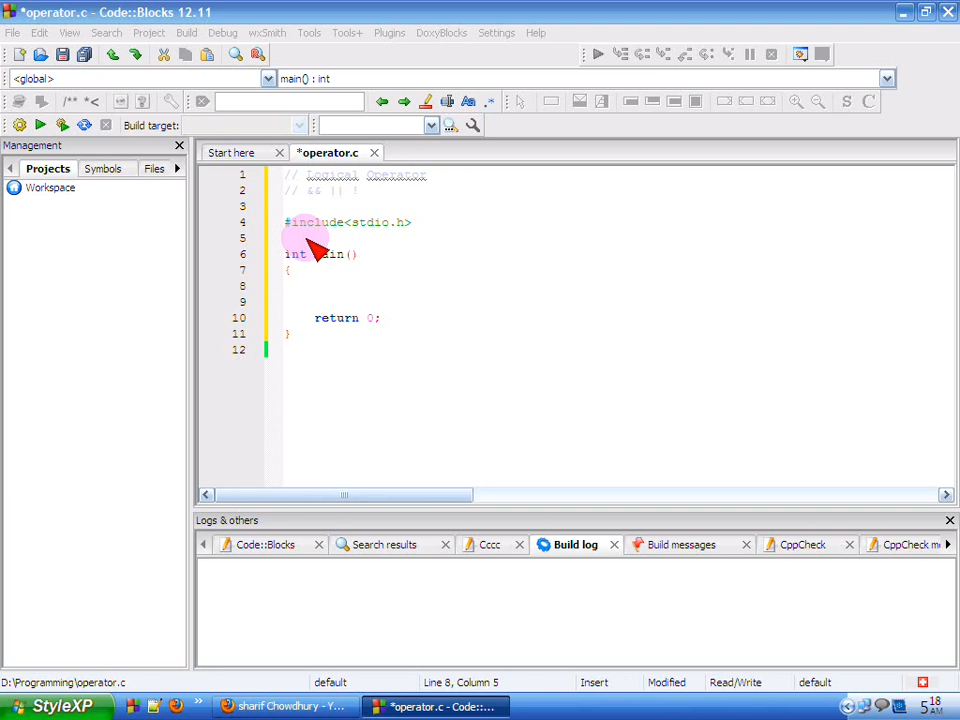 *operator.c - Code::Blocks 12.11
File Edit View Search Project Build Debug wxSmith Tools Tools+ Plugins DoxyBlocks Settings Help
<global> main() : int
/** *< Aa .* S C
Build target:
Management
Projects Symbols Files
Workspace
Start here *operator.c
1 // Logical Operator
2 // && || !
3
4 #include<stdio.h>
5
6 int main()
7 {
8
9
10 return 0;
11 }
12
Logs & others
Code::Blocks Search results Cccc Build log Build messages CppCheck CppCheck m
D:\Programming\operator.c default Line 8, Column 5 Insert Modified Read/Write default
StyleXP sharif Chowdhury - Y... *operator.c - Code::... 5 18 AM